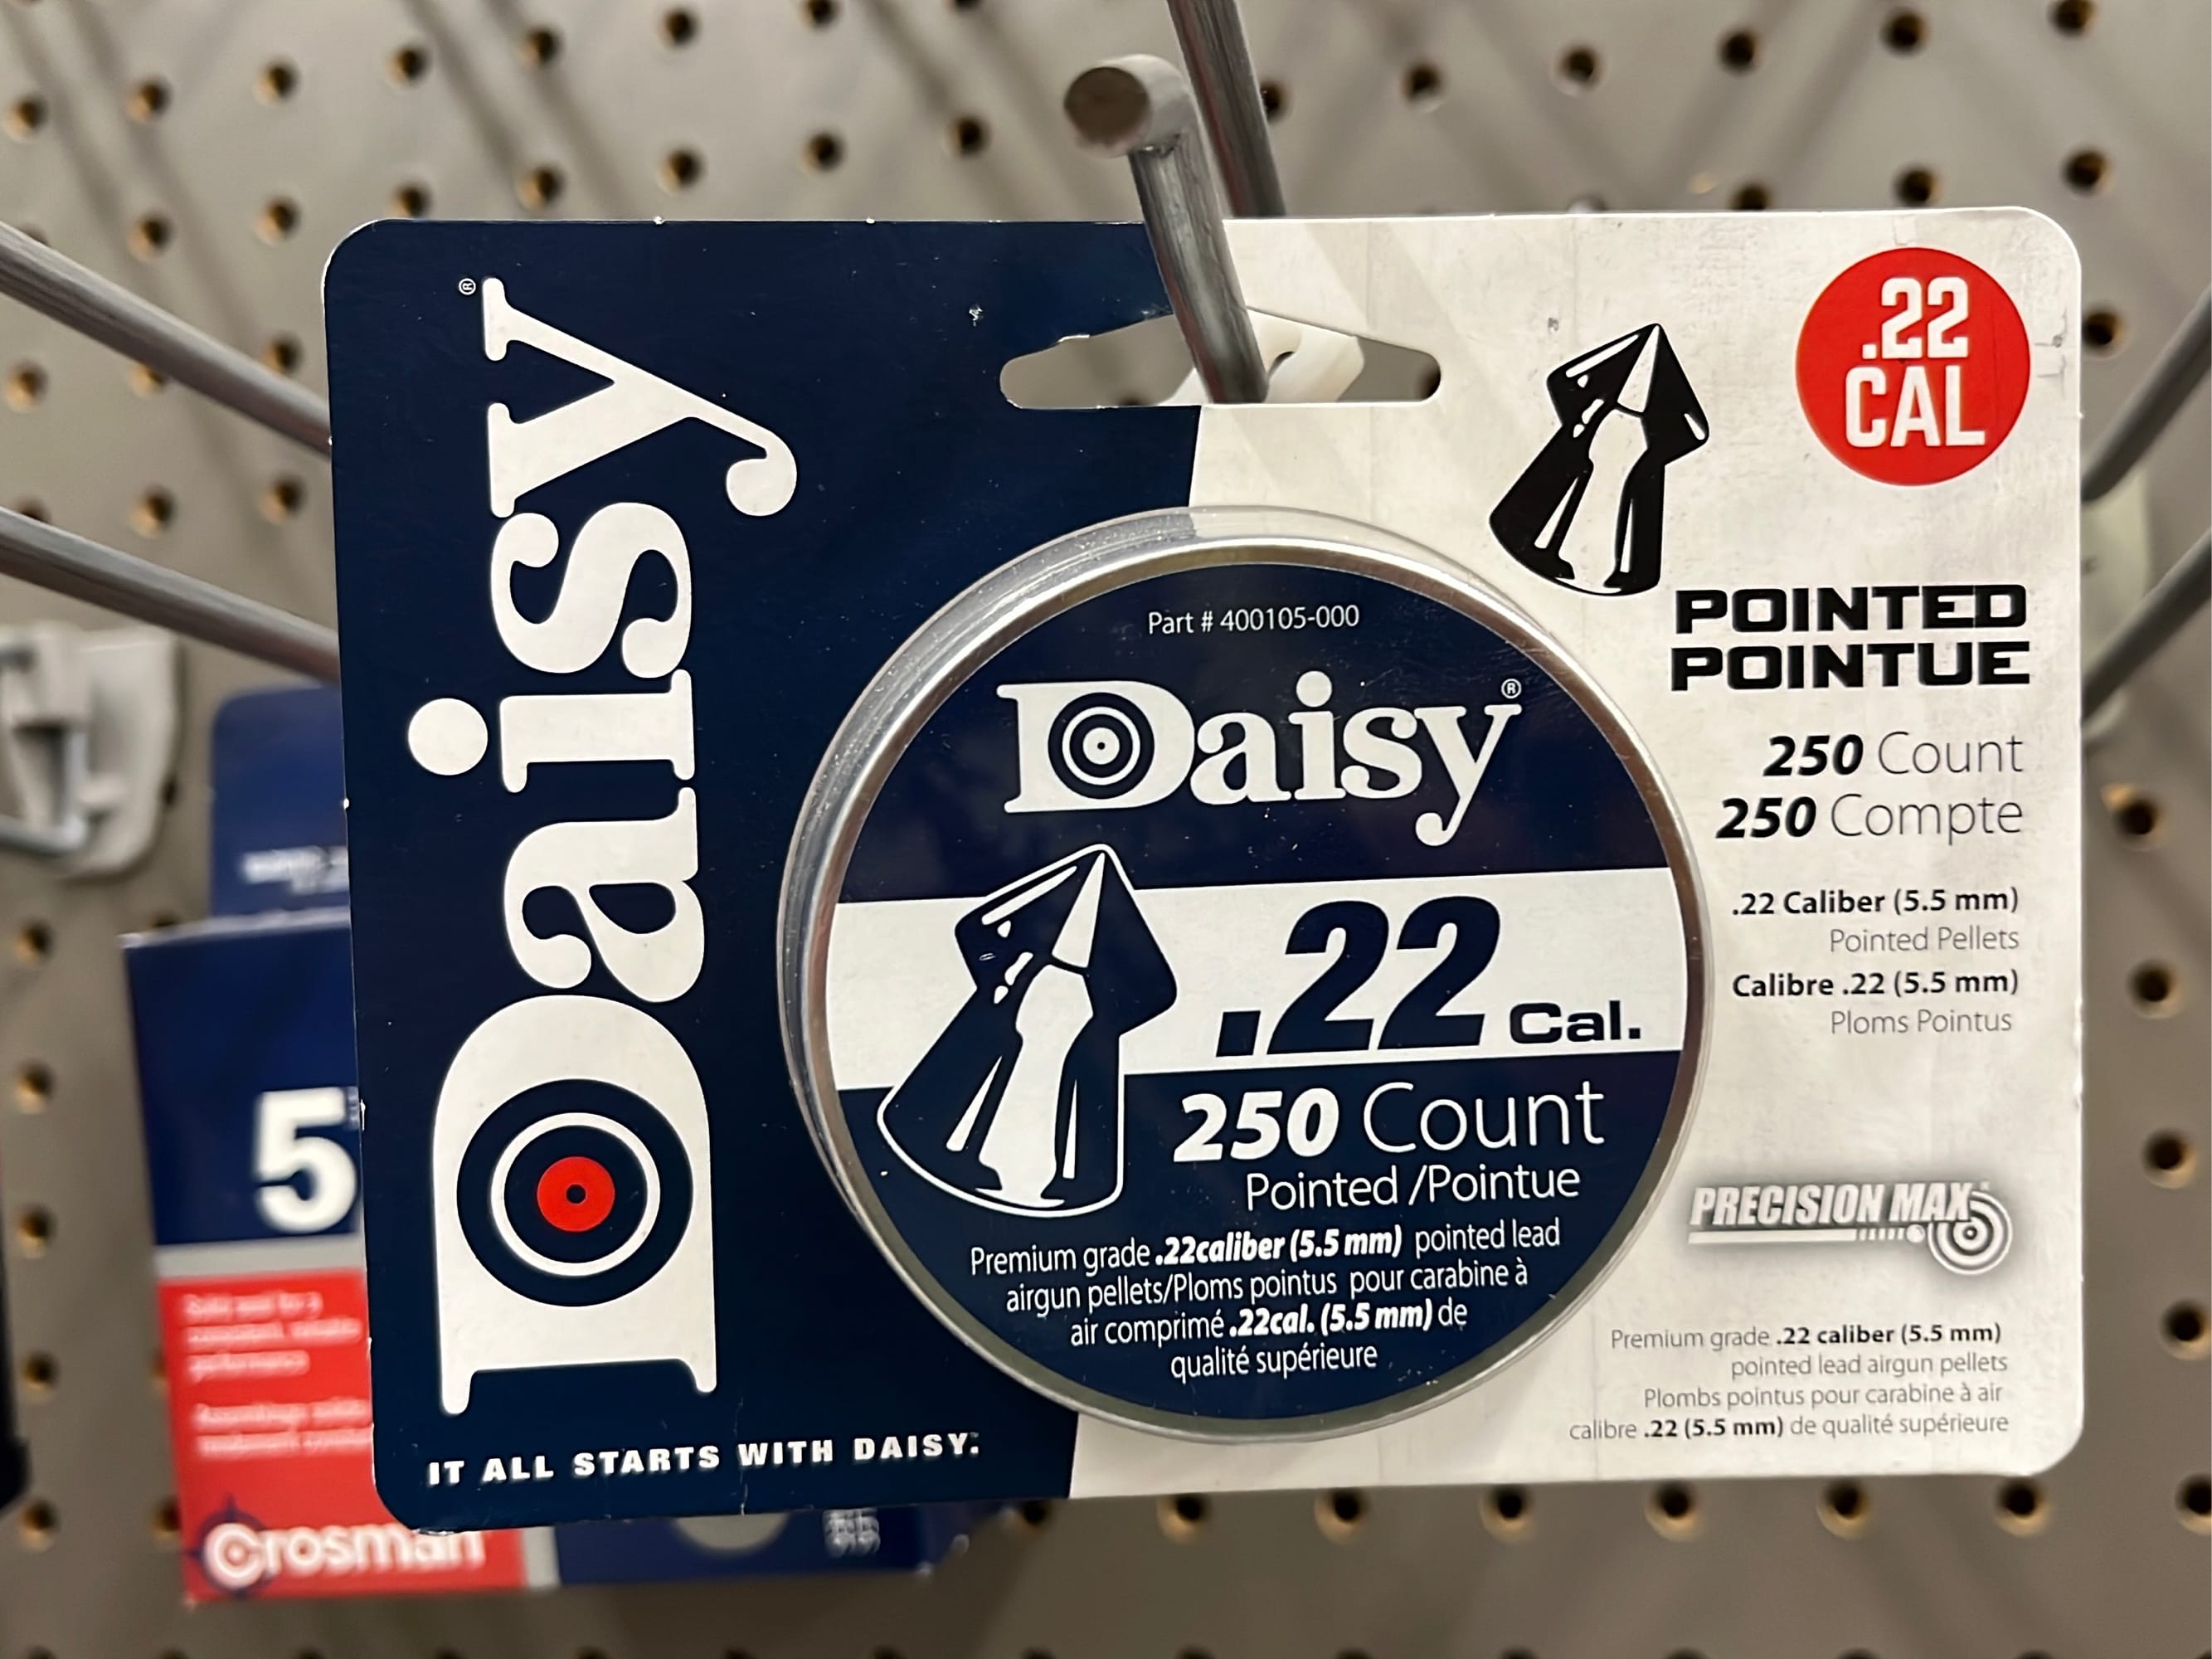 Daisy®
IT ALL STARTS WITH DAISY.
.22
CAL
POINTED
POINTUE
250 Count
250 Compte
.22 Caliber (5.5 mm)
Pointed Pellets
Calibre .22 (5.5 mm)
Ploms Pointus
PRECISION MAX
Premium grade .22 caliber (5.5 mm)
pointed lead airgun pellets
Plombs pointus pour carabine à air
calibre .22 (5.5 mm) de qualité supérieure
Part # 400105-000
Daisy®
.22 Cal.
250 Count
Pointed /Pointue
Premium grade .22caliber (5.5 mm) pointed lead
airgun pellets/Ploms pointus pour carabine à
air comprimé .22cal. (5.5 mm) de
qualité supérieure
5
Crosman